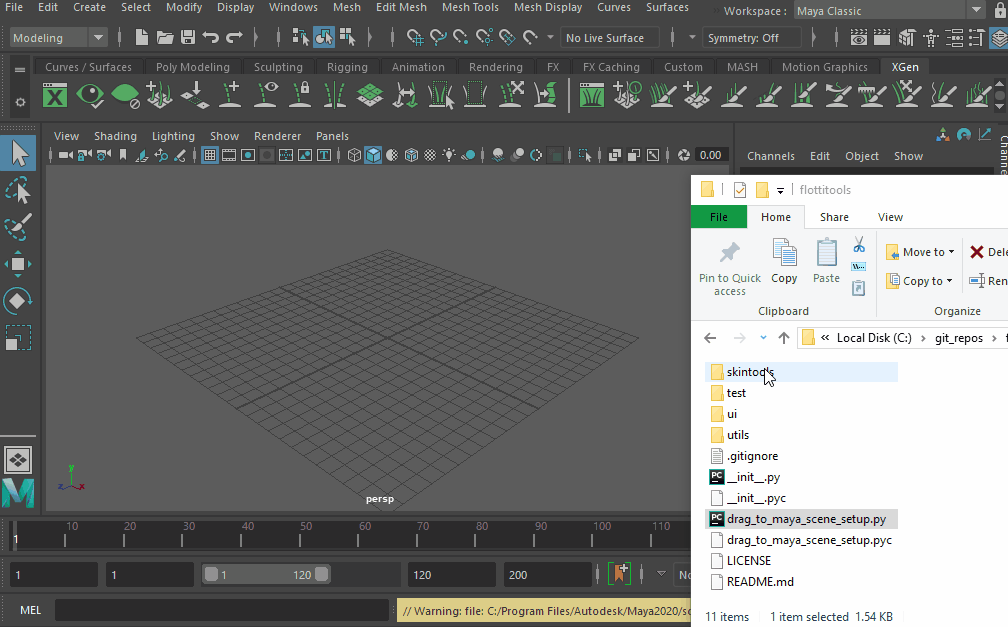 File Edit Create Select Modify Display Windows Mesh Edit Mesh Mesh Tools Mesh Display Curves Surfaces
Workspace : Maya Classic
Modeling No Live Surface Symmetry: Off
Curves / Surfaces Poly Modeling Sculpting Rigging Animation Rendering FX FX Caching Custom MASH Motion Graphics XGen
View Shading Lighting Show Renderer Panels
0.00
Channels Edit Object Show
flottitools
File Home Share View
Pin to Quick access
Copy
Paste
Move to
Copy to
Dele
Ren
Clipboard
Organize
« Local Disk (C:) › git_repos › f
skintools
test
ui
utils
.gitignore
__init__.py
__init__.pyc
drag_to_maya_scene_setup.py
drag_to_maya_scene_setup.pyc
LICENSE
README.md
11 items 1 item selected 1.54 KB
y
z x
persp
10 20 30 40 50 60 70 80 90 100 110
1
1 1 1 120 120 200 No
MEL
// Warning: file: C:/Program Files/Autodesk/Maya2020/sc